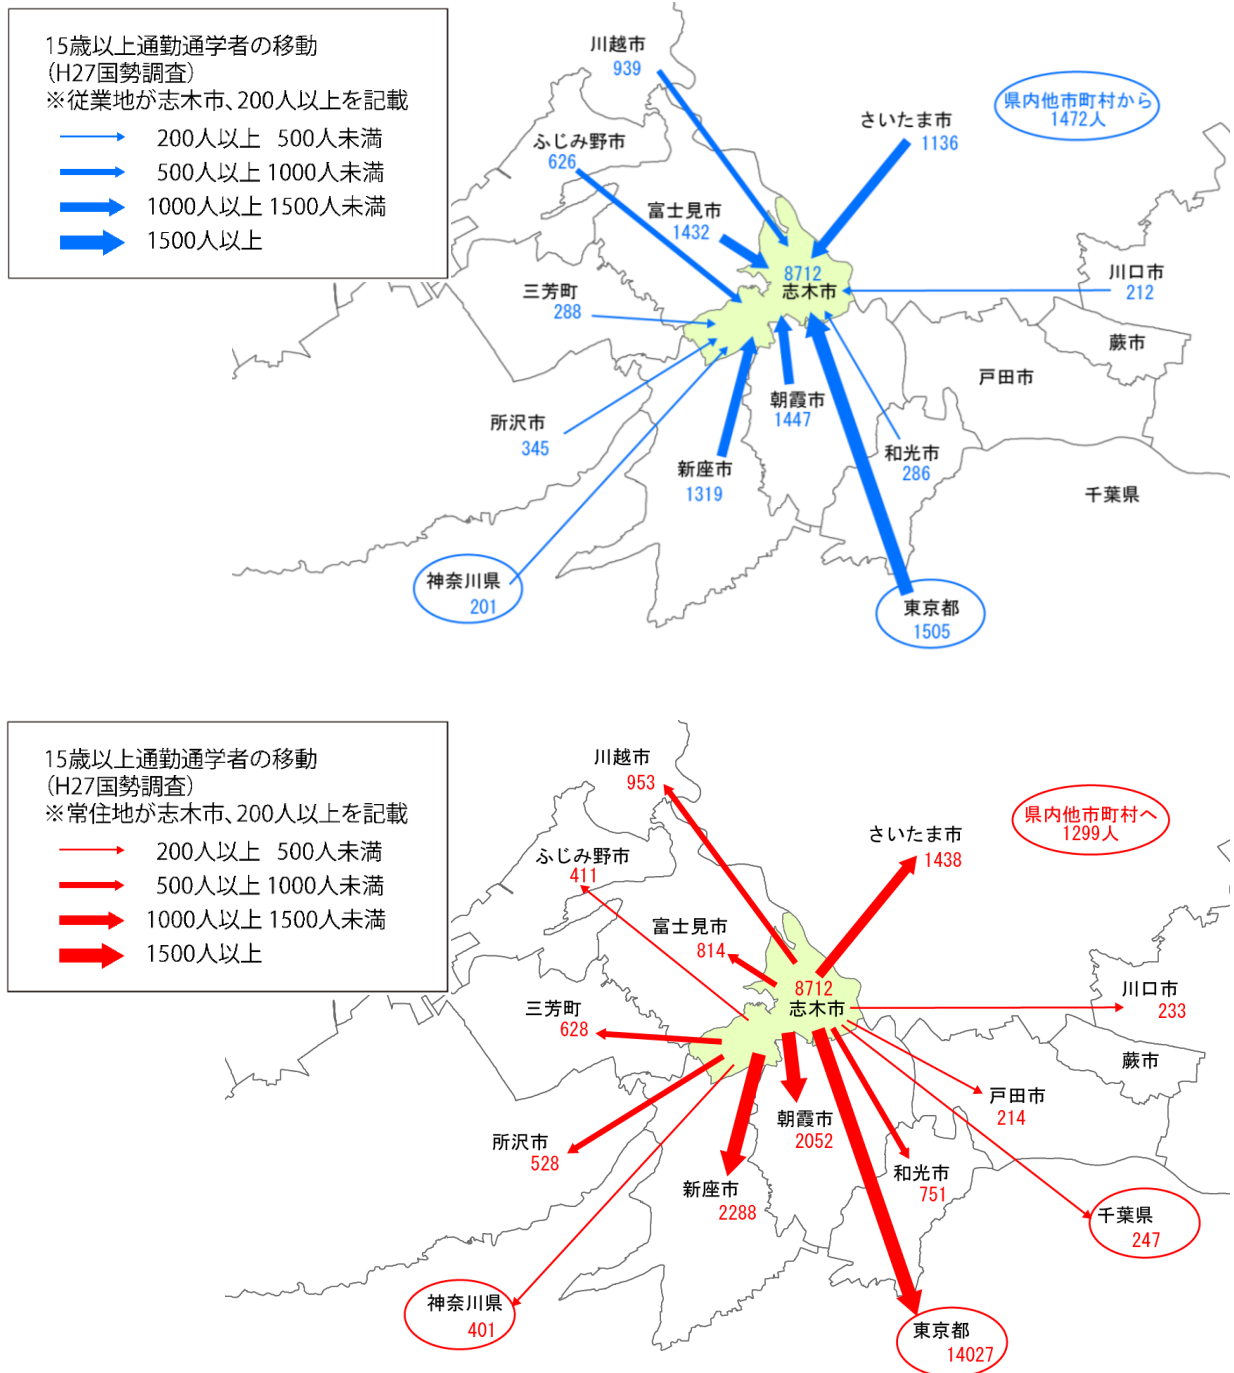 15歳以上通勤通学者の移動
（H27国勢調査）
※従業地が志木市、200人以上を記載
200人以上 500人未満
500人以上 1000人未満
1000人以上 1500人未満
1500人以上
川越市
939
県内他市町村から
1472人
さいたま市
1136
ふじみ野市
626
富士見市
1432
8712
志木市
川口市
212
三芳町
288
蕨市
戸田市
朝霞市
1447
所沢市
345
和光市
286
新座市
1319
千葉県
神奈川県
201
東京都
1505
15歳以上通勤通学者の移動
（H27国勢調査）
※常住地が志木市、200人以上を記載
200人以上 500人未満
500人以上 1000人未満
1000人以上 1500人未満
1500人以上
川越市
953
県内他市町村へ
1299人
さいたま市
1438
ふじみ野市
411
富士見市
814
8712
志木市
川口市
233
三芳町
628
蕨市
戸田市
214
朝霞市
2052
所沢市
528
和光市
751
新座市
2288
千葉県
247
神奈川県
401
東京都
14027